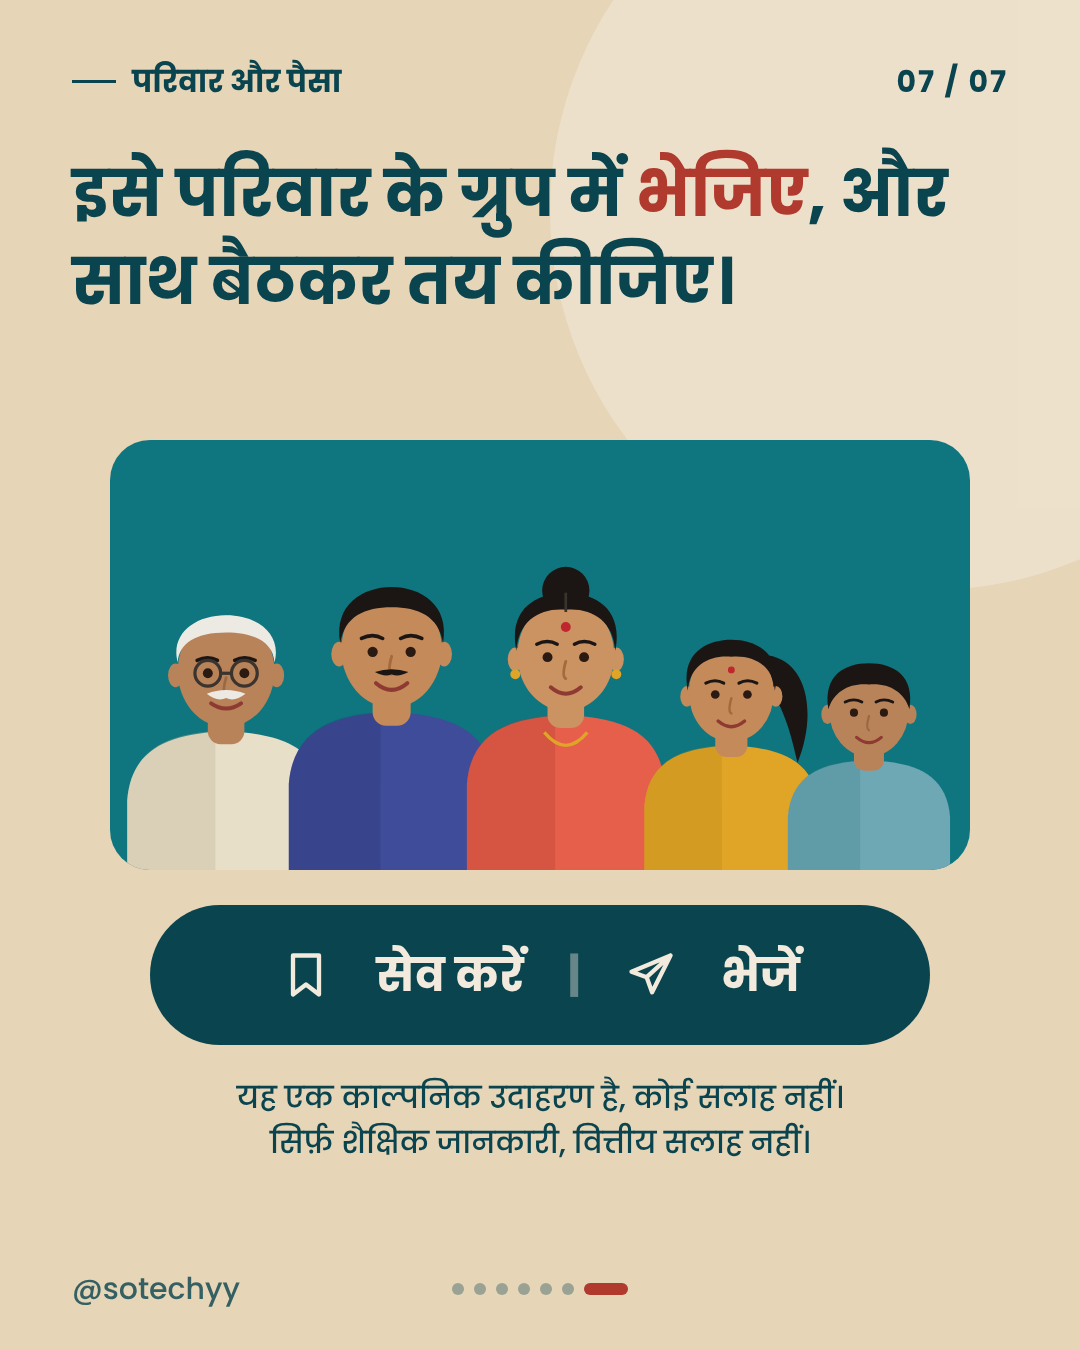 परिवार और पैसा
07 / 07
इसे परिवार के ग्रुप में भेजिए, और
साथ बैठकर तय कीजिए।
सेव करें | भेजें
यह एक काल्पनिक उदाहरण है, कोई सलाह नहीं।
सिर्फ़ शैक्षिक जानकारी, वित्तीय सलाह नहीं।
@sotechyy